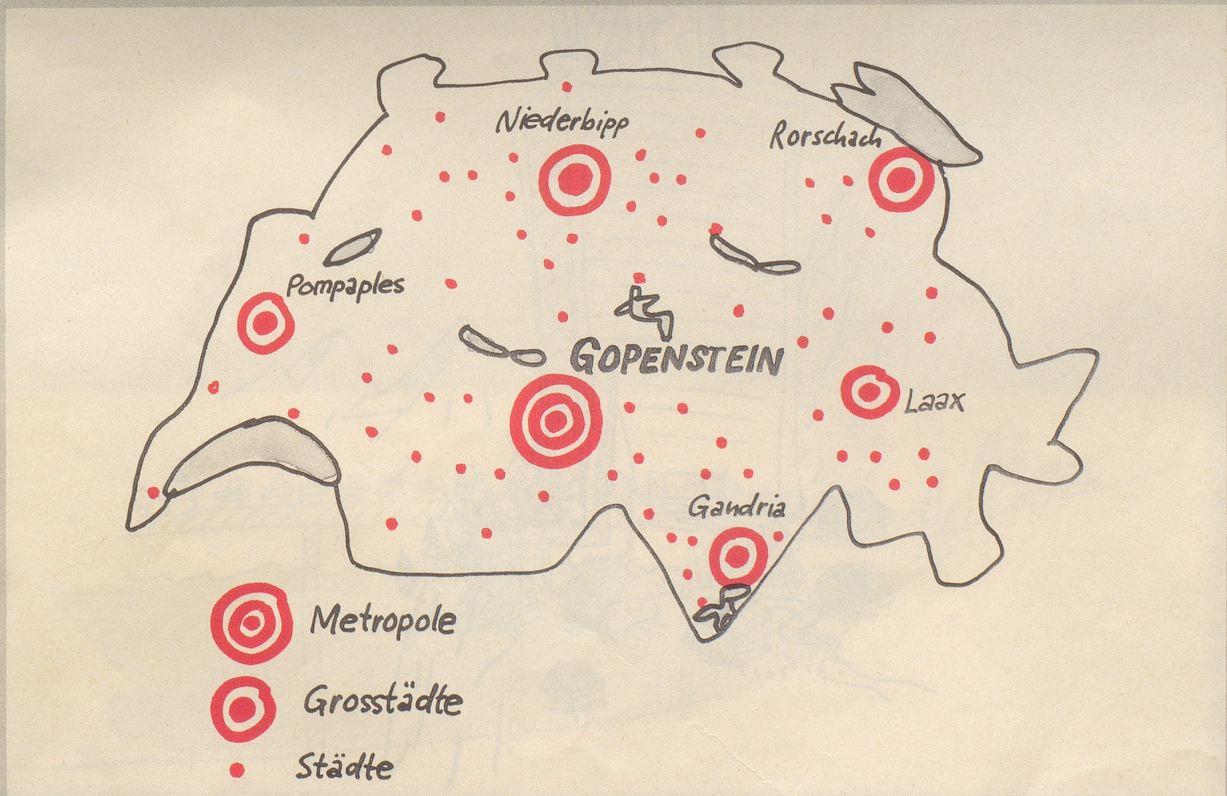 Niederbipp
Rorschach
Pompaples
GOPENSTEIN
Laax
Gandria
Metropole
Grosstädte
Städte